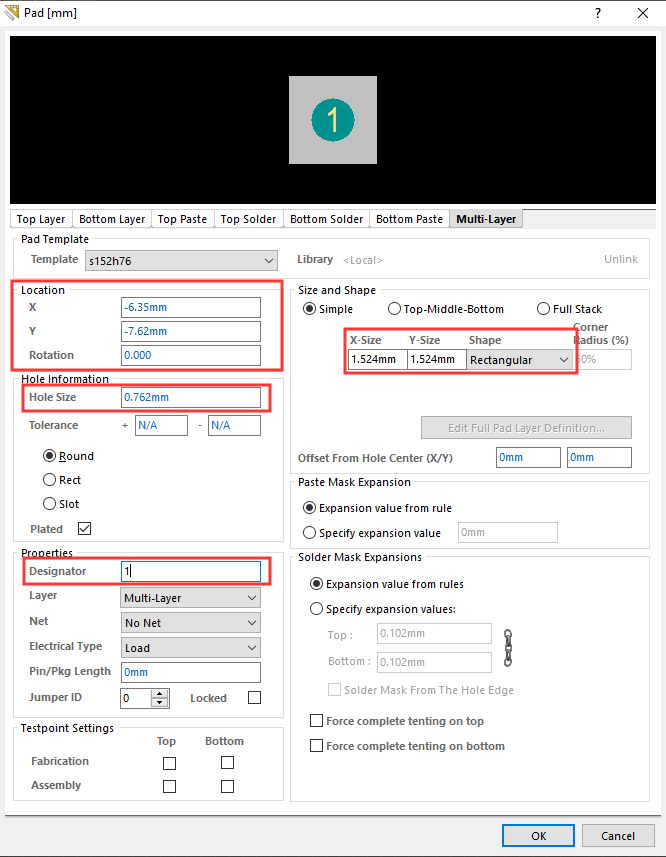 Pad [mm]
1
Top Layer Bottom Layer Top Paste Top Solder Bottom Solder Bottom Paste Multi-Layer
Pad Template
Template s152h76 Library <Local> Unlink
Location
X -6.35mm
Y -7.62mm
Rotation 0.000
Hole Information
Hole Size 0.762mm
Tolerance + N/A - N/A
Round
Rect
Slot
Plated
Properties
Designator 1
Layer Multi-Layer
Net No Net
Electrical Type Load
Pin/Pkg Length 0mm
Jumper ID 0 Locked
Testpoint Settings
Top Bottom
Fabrication
Assembly
Size and Shape
Simple Top-Middle-Bottom Full Stack
X-Size Y-Size Shape Corner Radius (%)
1.524mm 1.524mm Rectangular 50%
Edit Full Pad Layer Definition...
Offset From Hole Center (X/Y) 0mm 0mm
Paste Mask Expansion
Expansion value from rule
Specify expansion value 0mm
Solder Mask Expansions
Expansion value from rules
Specify expansion values:
Top : 0.102mm
Bottom : 0.102mm
Solder Mask From The Hole Edge
Force complete tenting on top
Force complete tenting on bottom
OK Cancel